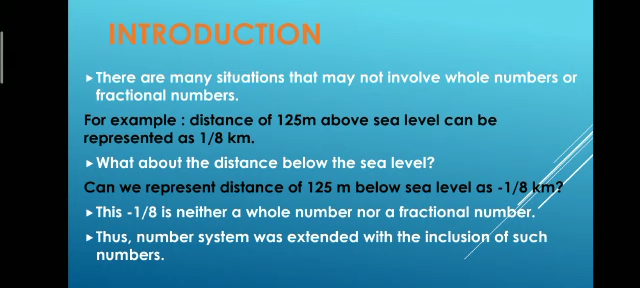 INTRODUCTION
▸There are many situations that may not involve whole numbers or
fractional numbers.
For example : distance of 125m above sea level can be
represented as 1/8 km.
▸What about the distance below the sea level?
Can we represent distance of 125 m below sea level as -1/8 km?
▸This -1/8 is neither a whole number nor a fractional number.
▸Thus, number system was extended with the inclusion of such
numbers.